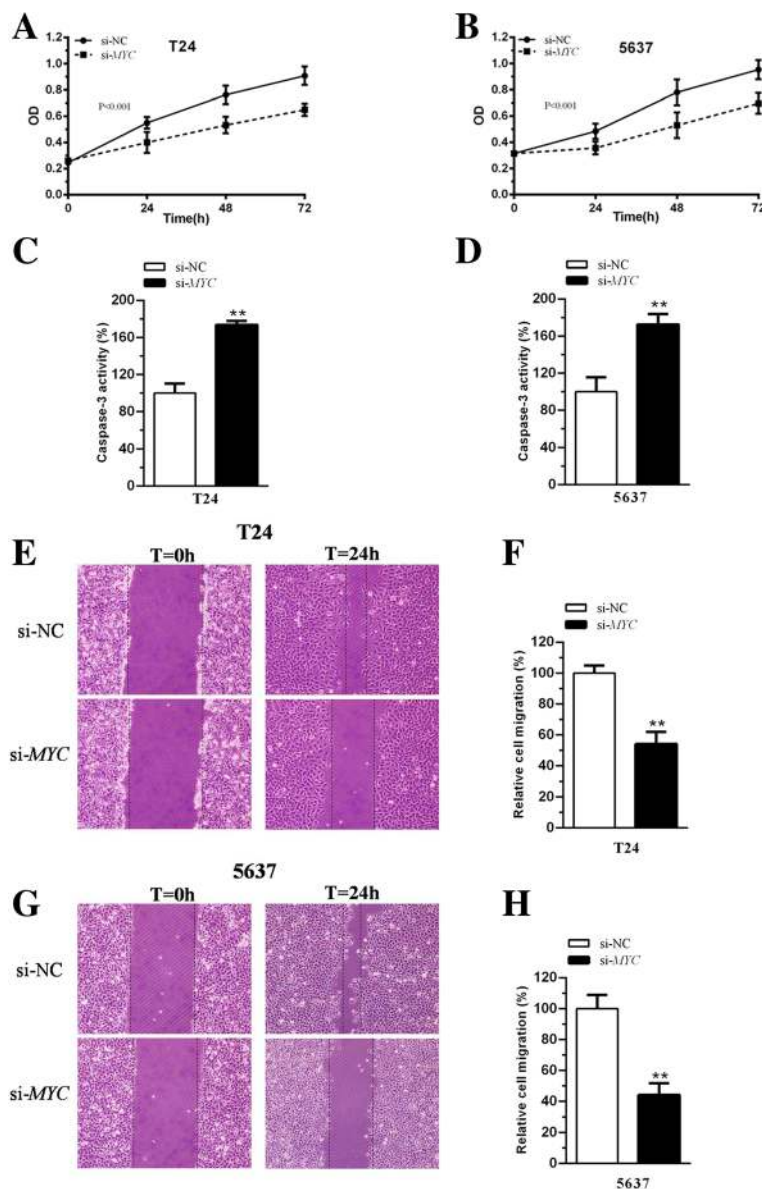 A
T24
si-NC
si-MYC
P<0.001
OD
1.2
1.0
0.8
0.6
0.4
0.2
0.0
0 24 48 72
Time(h)
B
5637
si-NC
si-MYC
P<0.001
OD
1.2
1.0
0.8
0.6
0.4
0.2
0.0
0 24 48 72
Time(h)
C
si-NC
si-MYC
Caspase-3 activity (%)
200
160
120
80
40
0
**
T24
D
si-NC
si-MYC
Caspase-3 activity (%)
200
160
120
80
40
0
**
5637
E
T24
T=0h T=24h
si-NC
si-MYC
F
si-NC
si-MYC
Relative cell migration (%)
120
100
80
60
40
20
0
**
T24
G
5637
T=0h T=24h
si-NC
si-MYC
H
si-NC
si-MYC
Relative cell migration (%)
120
100
80
60
40
20
0
**
5637